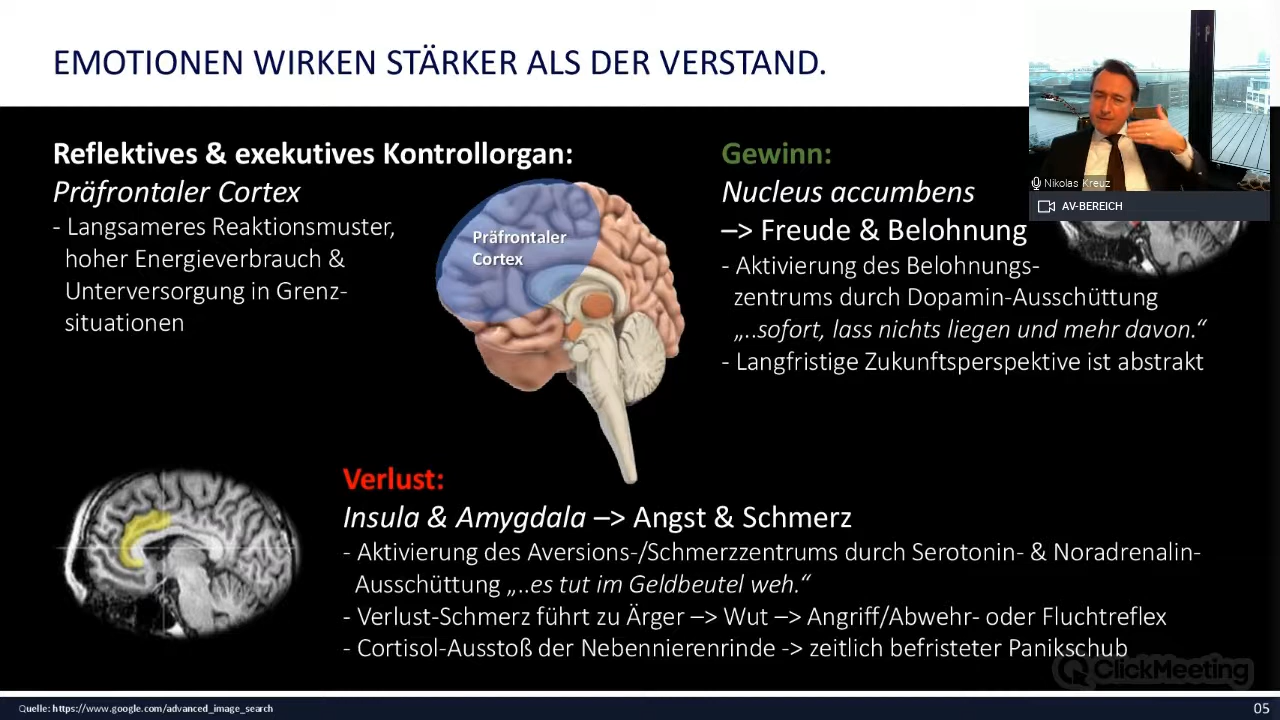 EMOTIONEN WIRKEN STÄRKER ALS DER VERSTAND.
Reflektives & exekutives Kontrollorgan:
Präfrontaler Cortex
- Langsameres Reaktionsmuster,
hoher Energieverbrauch &
Unterversorgung in Grenz-
situationen
Präfrontaler
Cortex
Gewinn:
Nucleus accumbens
–> Freude & Belohnung
- Aktivierung des Belohnungs-
zentrums durch Dopamin-Ausschüttung
„..sofort, lass nichts liegen und mehr davon.“
- Langfristige Zukunftsperspektive ist abstrakt
Nikolas Kreuz
AV-BEREICH
Verlust:
Insula & Amygdala –> Angst & Schmerz
- Aktivierung des Aversions-/Schmerzzentrums durch Serotonin- & Noradrenalin-
Ausschüttung „..es tut im Geldbeutel weh.“
- Verlust-Schmerz führt zu Ärger –> Wut –> Angriff/Abwehr- oder Fluchtreflex
- Cortisol-Ausstoß der Nebennierenrinde -> zeitlich befristeter Panikschub
ClickMeeting
Quelle: https://www.google.com/advanced_image_search
05